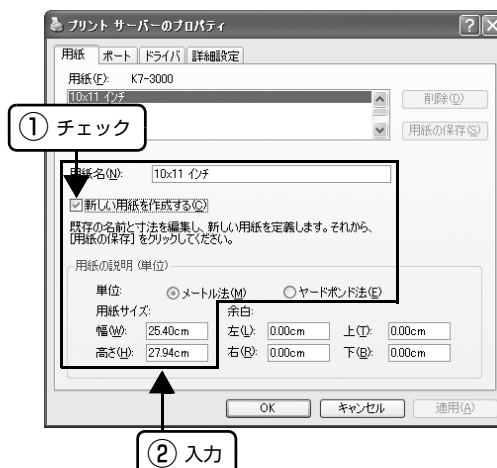 プリント サーバーのプロパティ
用紙 ポート ドライバ 詳細設定
用紙(F): K7-3000
10x11 インチ
削除(D)
① チェック
用紙の保存(S)
用紙名(N): 10x11 インチ
新しい用紙を作成する(C)
既存の名前と寸法を編集し、新しい用紙を定義します。それから、
[用紙の保存] をクリックしてください。
用紙の説明 (単位)
単位: メートル法(M) ヤードポンド法(E)
用紙サイズ: 余白:
幅(W): 25.40cm 左(L): 0.00cm 上(T): 0.00cm
高さ(H): 27.94cm 右(R): 0.00cm 下(B): 0.00cm
OK キャンセル 適用(A)
② 入力